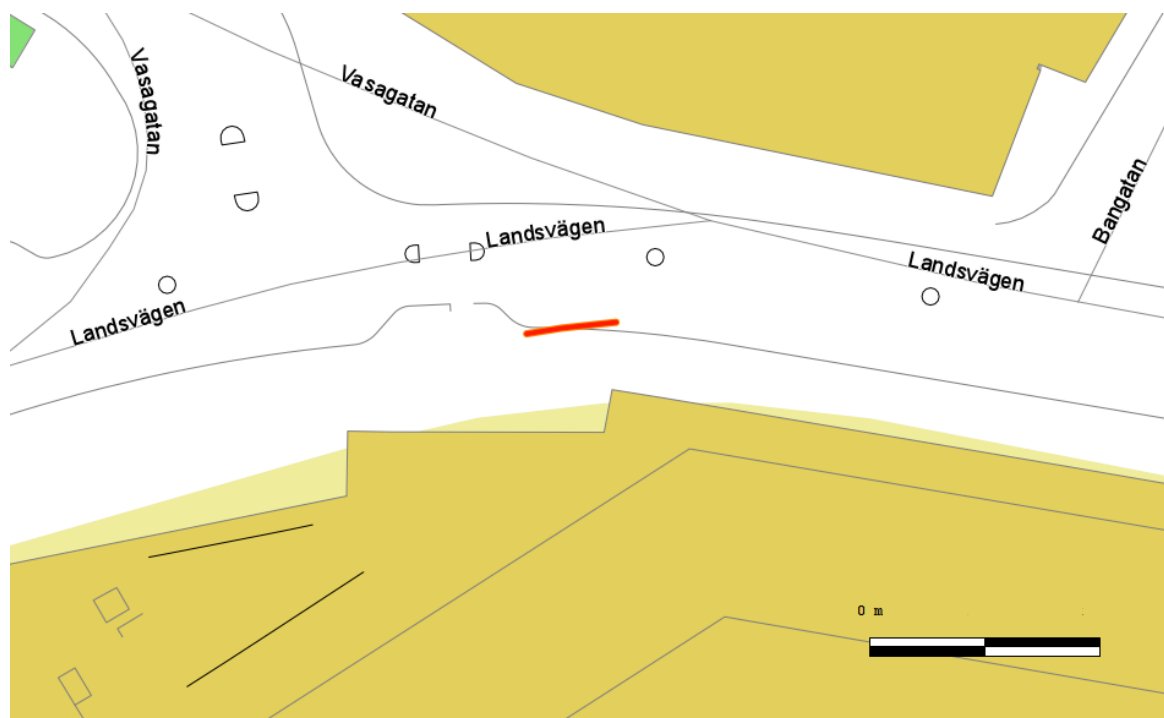 Vasagatan
Vasagatan
Bangatan
Landsvägen
Landsvägen
Landsvägen
0 m